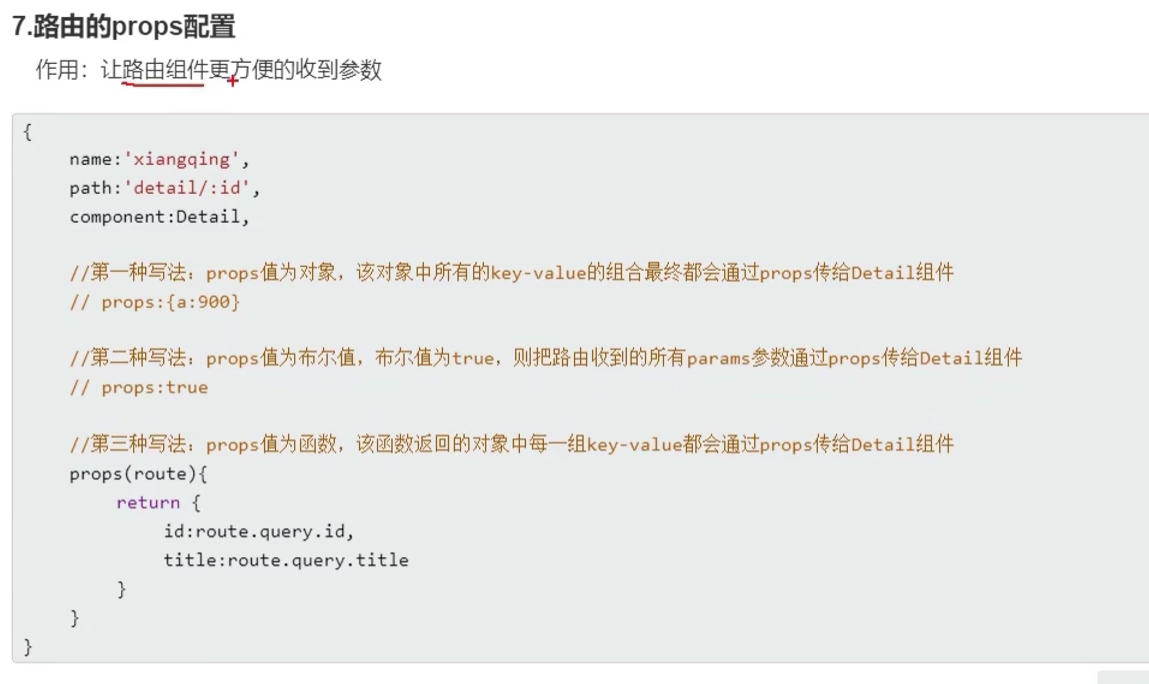 7.路由的props配置
作用：让路由组件更方便的收到参数
{
name:'xiangqing',
path:'detail/:id',
component:Detail,
//第一种写法：props值为对象，该对象中所有的key-value的组合最终都会通过props传给Detail组件
// props:{a:900}
//第二种写法：props值为布尔值，布尔值为true，则把路由收到的所有params参数通过props传给Detail组件
// props:true
//第三种写法：props值为函数，该函数返回的对象中每一组key-value都会通过props传给Detail组件
props(route){
return {
id:route.query.id,
title:route.query.title
}
}
}